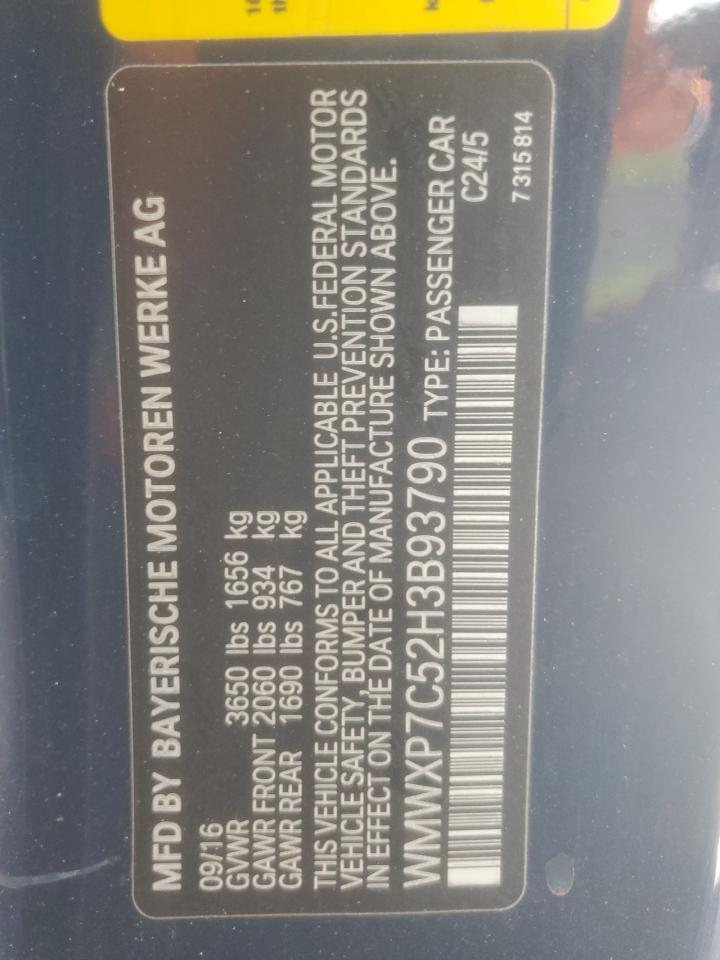 MFD BY BAYERISCHE MOTOREN WERKE AG
09/16
GVWR 3650 lbs 1656 kg
GAWR FRONT 2060 lbs 934 kg
GAWR REAR 1690 lbs 767 kg
THIS VEHICLE CONFORMS TO ALL APPLICABLE U.S.FEDERAL MOTOR
VEHICLE SAFETY, BUMPER AND THEFT PREVENTION STANDARDS
IN EFFECT ON THE DATE OF MANUFACTURE SHOWN ABOVE.
WMWXP7C52H3B93790 TYPE: PASSENGER CAR
C24/5
7315814